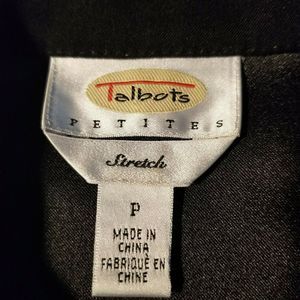 Talbots
PETITES
Stretch
P
MADE IN
CHINA
FABRIQUÉ EN
CHINE